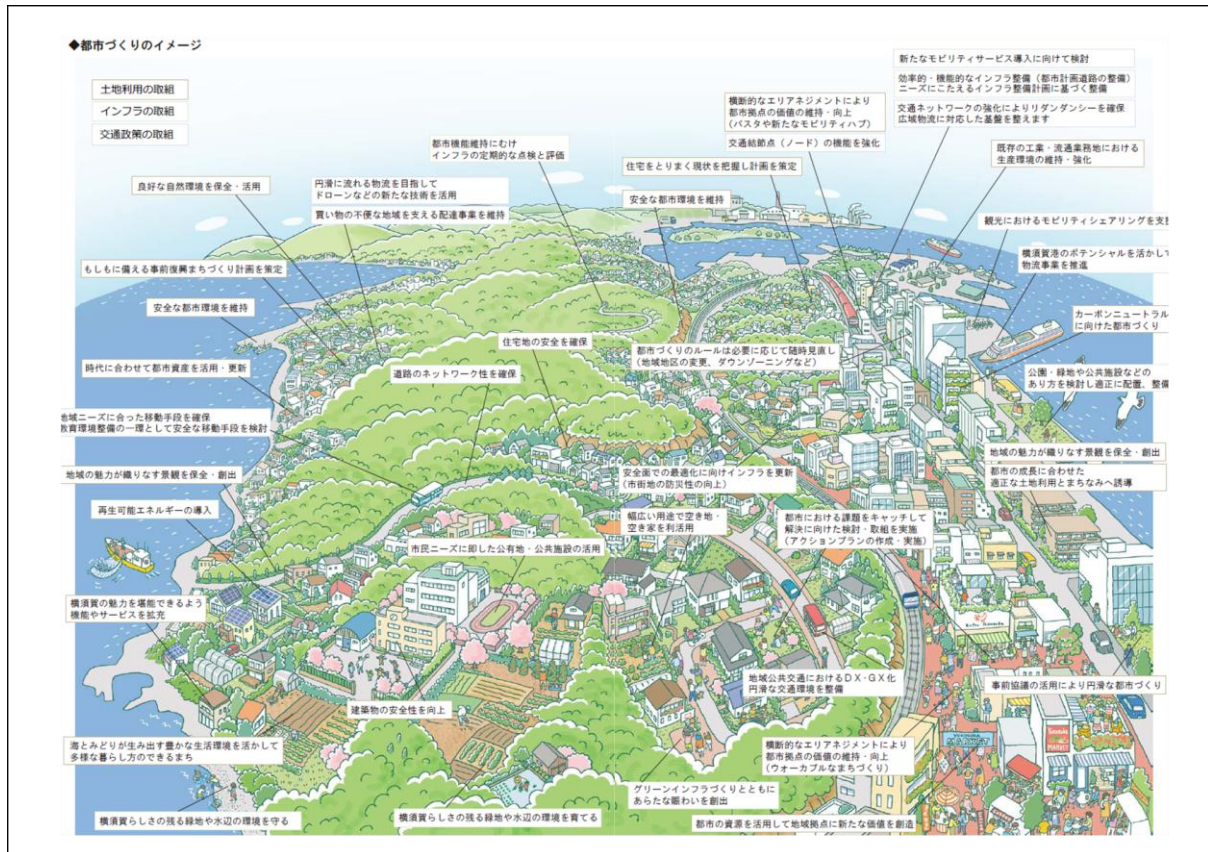 ◆都市づくりのイメージ
土地利用の取組
インフラの取組
交通政策の取組
新たなモビリティサービス導入に向けて検討
効率的・機能的なインフラ整備（都市計画道路の整備）
ニーズにこたえるインフラ整備計画に基づく整備
交通ネットワークの強化によりリダンダンシーを確保
広域物流に対応した基盤を整えます
横断的なエリアネジメントにより
都市拠点の価値の維持・向上
（バスタや新たなモビリティハブ）
交通結節点（ノード）の機能を強化
既存の工業・流通業務地における
生産環境の維持・強化
都市機能維持にむけ
インフラの定期的な点検と評価
住宅をとりまく現状を把握し計画を策定
良好な自然環境を保全・活用
円滑に流れる物流を目指して
ドローンなどの新たな技術を活用
買い物の不便な地域を支える配達事業を維持
安全な都市環境を維持
観光におけるモビリティシェアリングを支援
横須賀港のポテンシャルを活かして
物流事業を推進
もしもに備える事前復興まちづくり計画を策定
安全な都市環境を維持
カーボンニュートラル
に向けた都市づくり
住宅地の安全を確保
都市づくりのルールは必要に応じて随時見直し
（地域地区の変更、ダウンゾーニングなど）
時代に合わせて都市資産を活用・更新
道路のネットワーク性を確保
公園・緑地や公共施設などの
あり方を検討し適正に配置、整備
地域ニーズに合った移動手段を確保
教育環境整備の一環として安全な移動手段を検討
地域の魅力が織りなす景観を保全・創出
地域の魅力が織りなす景観を保全・創出
安全面での最適化に向けインフラを更新
（市街地の防災性の向上）
都市の成長に合わせた
適正な土地利用とまちなみへ誘導
再生可能エネルギーの導入
幅広い用途で空き地・
空き家を利活用
都市における課題をキャッチして
解決に向けた検討・取組を実施
（アクションプランの作成・実施）
市民ニーズに即した公有地・公共施設の活用
横須賀の魅力を堪能できるよう
機能やサービスを拡充
地域公共交通におけるＤＸ・ＧＸ化
円滑な交通環境を整備
事前協議の活用により円滑な都市づくり
建築物の安全性を向上
MARKET
海とみどりが生み出す豊かな生活環境を活かして
多様な暮らし方のできるまち
横断的なエリアネジメントにより
都市拠点の価値の維持・向上
（ウォーカブルなまちづくり）
グリーンインフラづくりとともに
あらたな賑わいを創出
横須賀らしさの残る緑地や水辺の環境を守る
横須賀らしさの残る緑地や水辺の環境を育てる
都市の資源を活用して地域拠点に新たな価値を創造